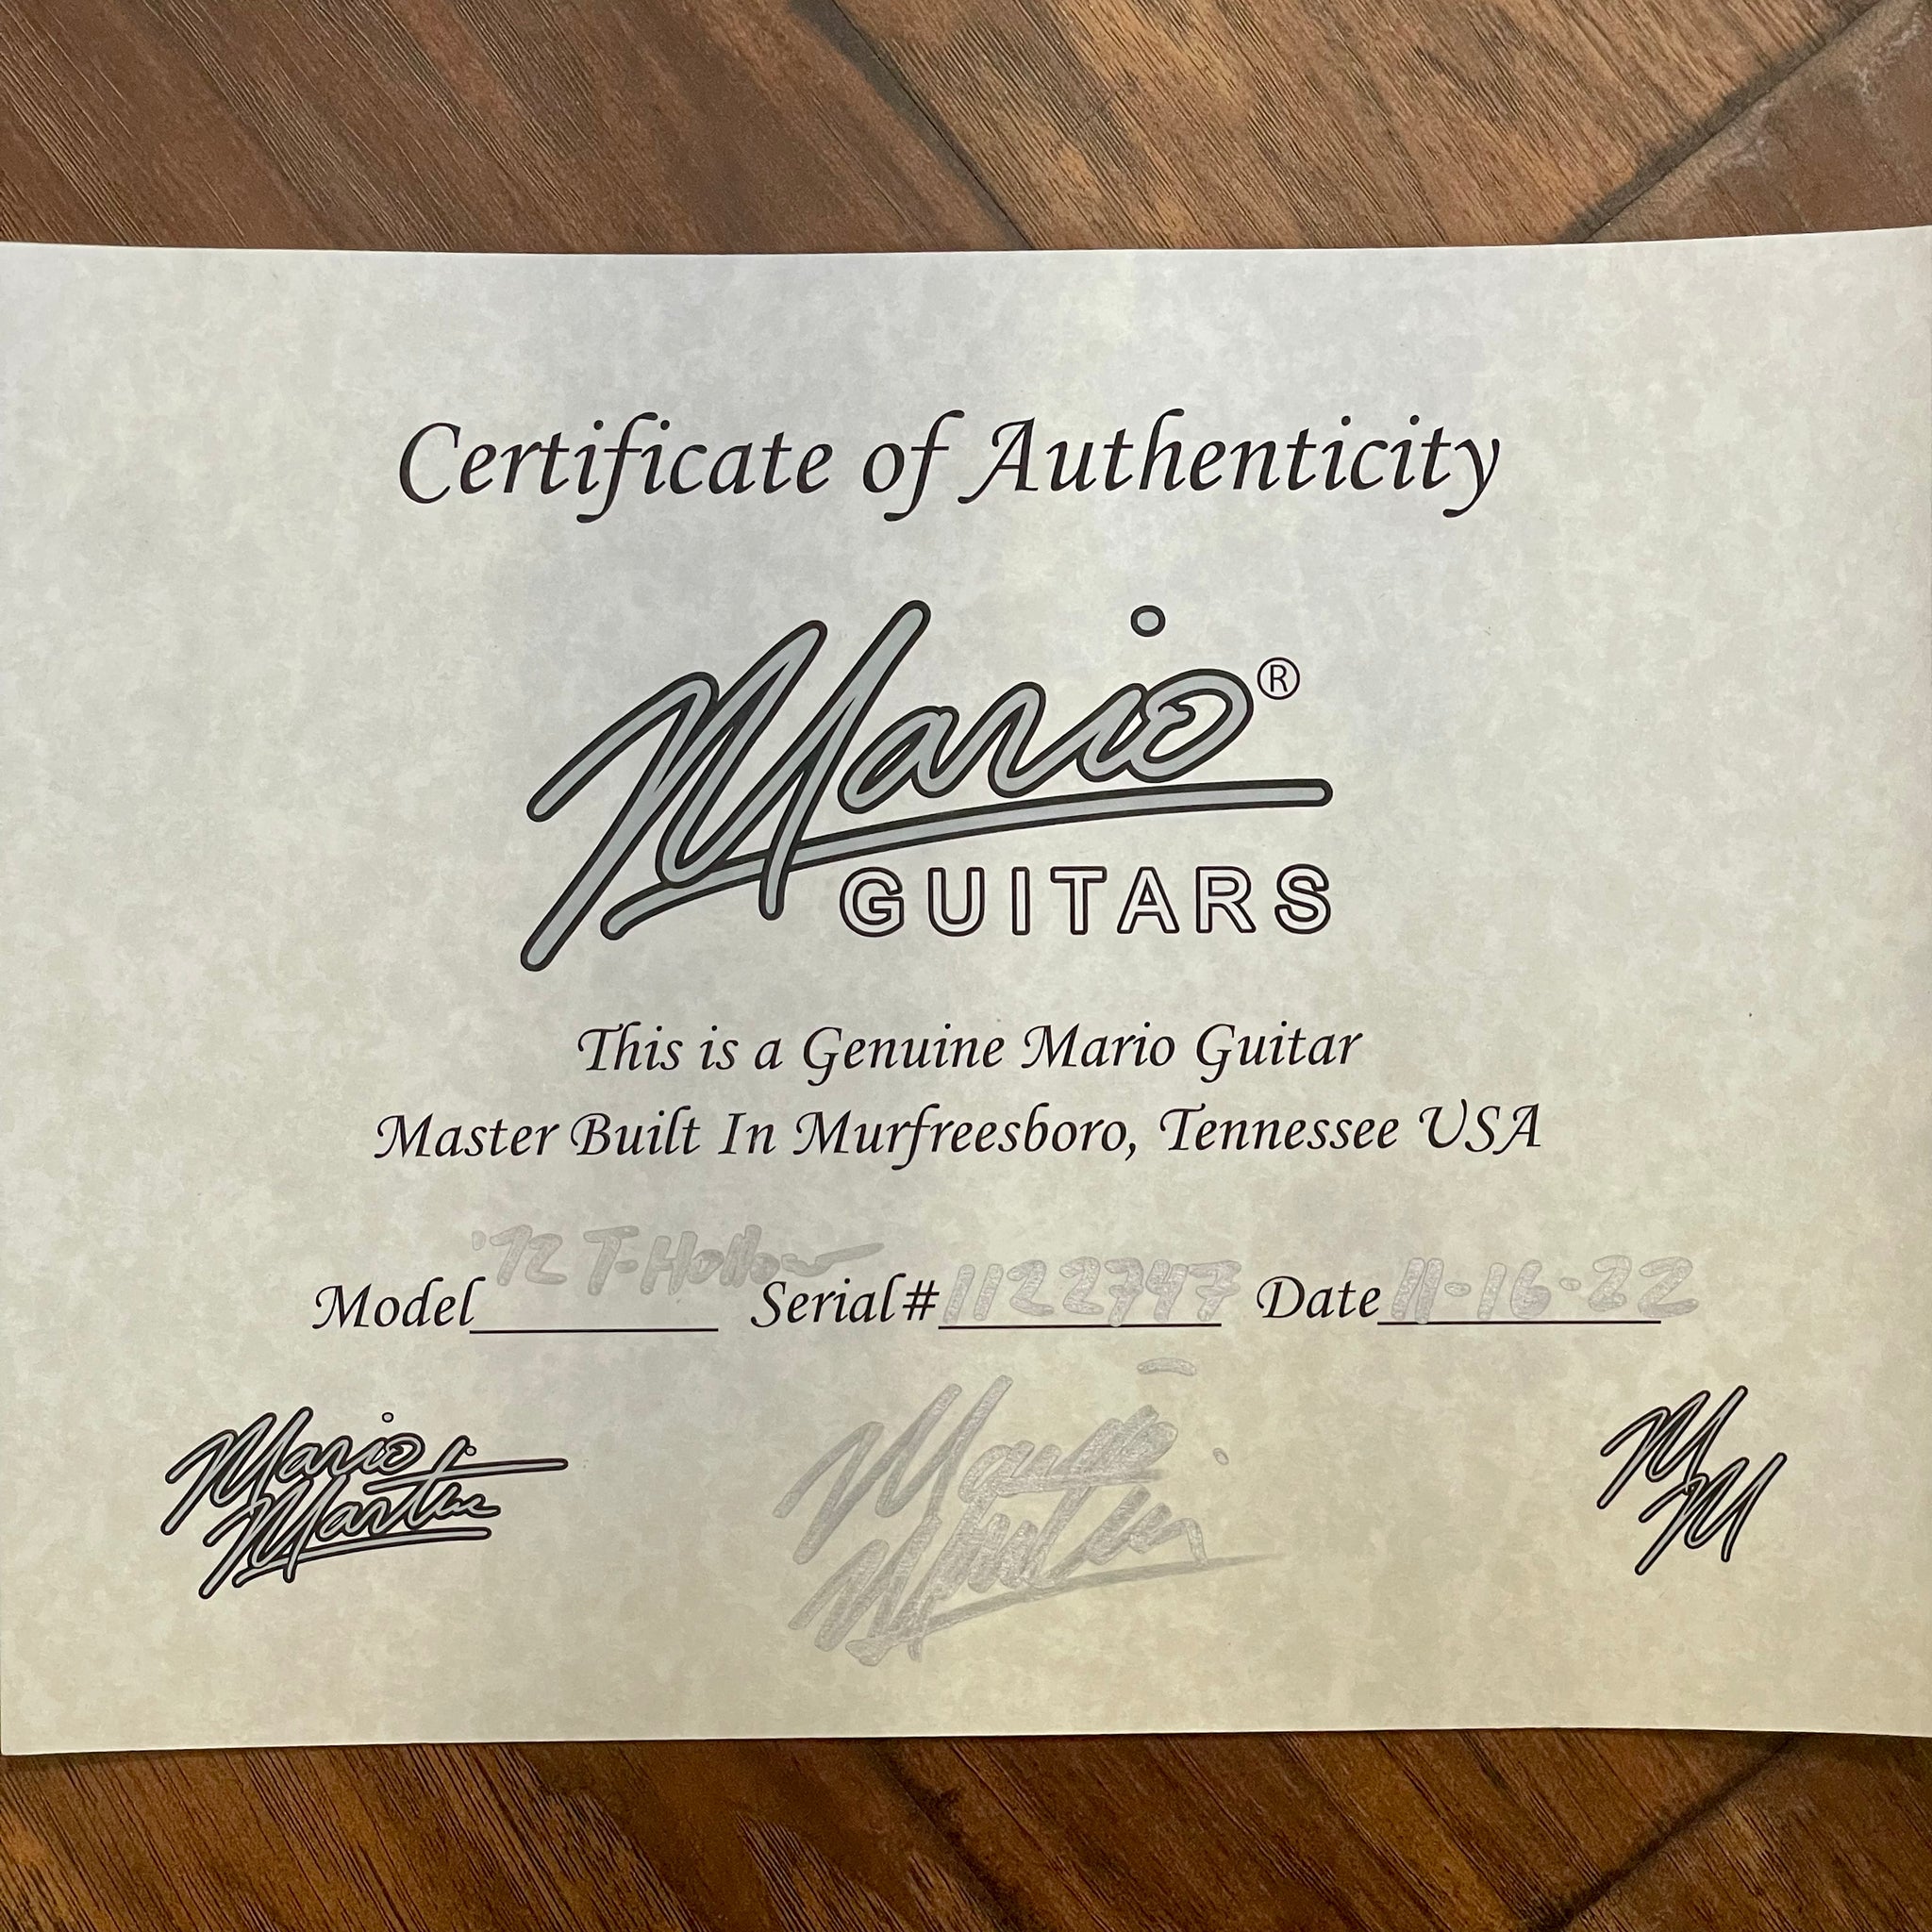 Certificate of Authenticity
Mario®
GUITARS
This is a Genuine Mario Guitar
Master Built In Murfreesboro, Tennessee USA
Model '72 T-Hollow Serial# 1122747 Date 11-16-22
Mario
Martin
Mario
Martin
MM